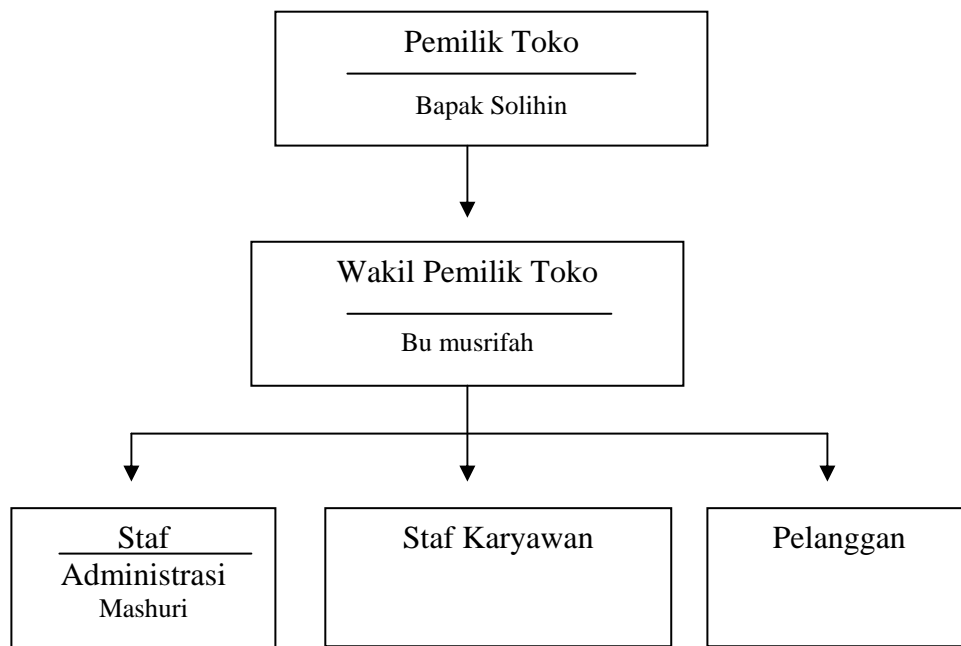 Pemilik Toko
Bapak Solihin
Wakil Pemilik Toko
Bu musrifah
Staf
Administrasi
Mashuri
Staf Karyawan
Pelanggan